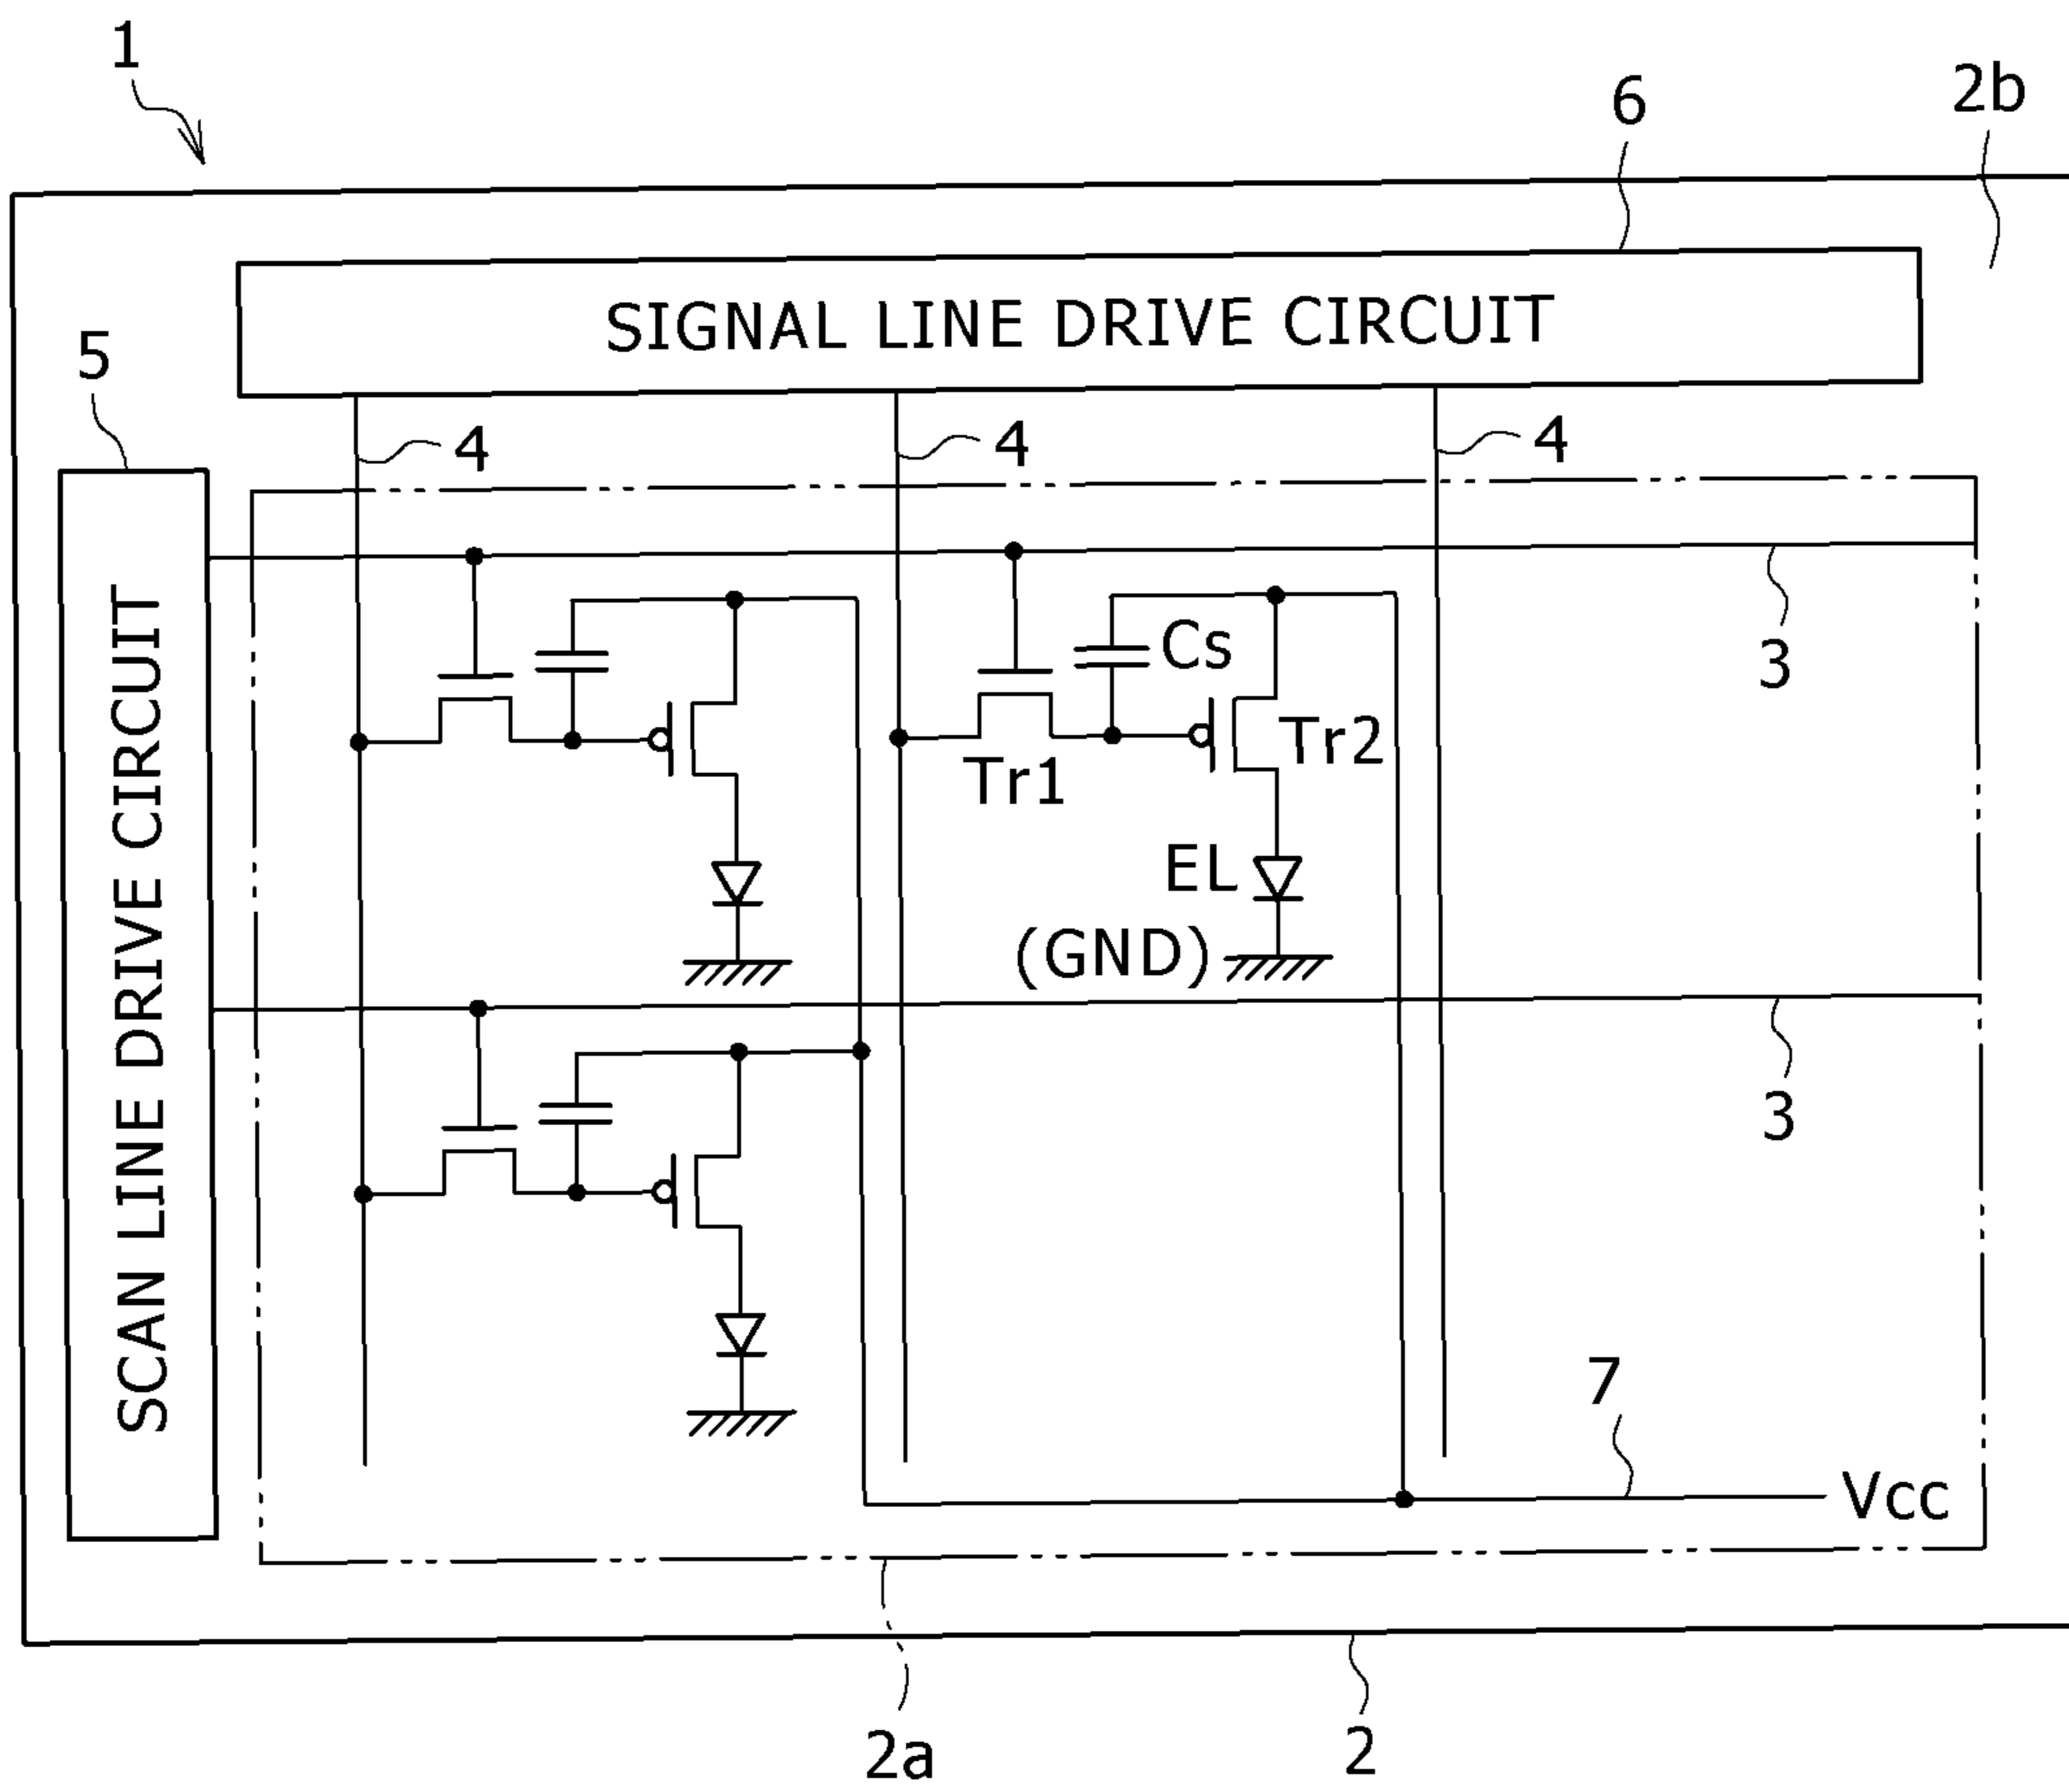 1
6
2b
SIGNAL LINE DRIVE CIRCUIT
5
4
4
4
SCAN LINE DRIVE CIRCUIT
3
Cs
Tr1
Tr2
EL
(GND)
3
7
Vcc
2a
2